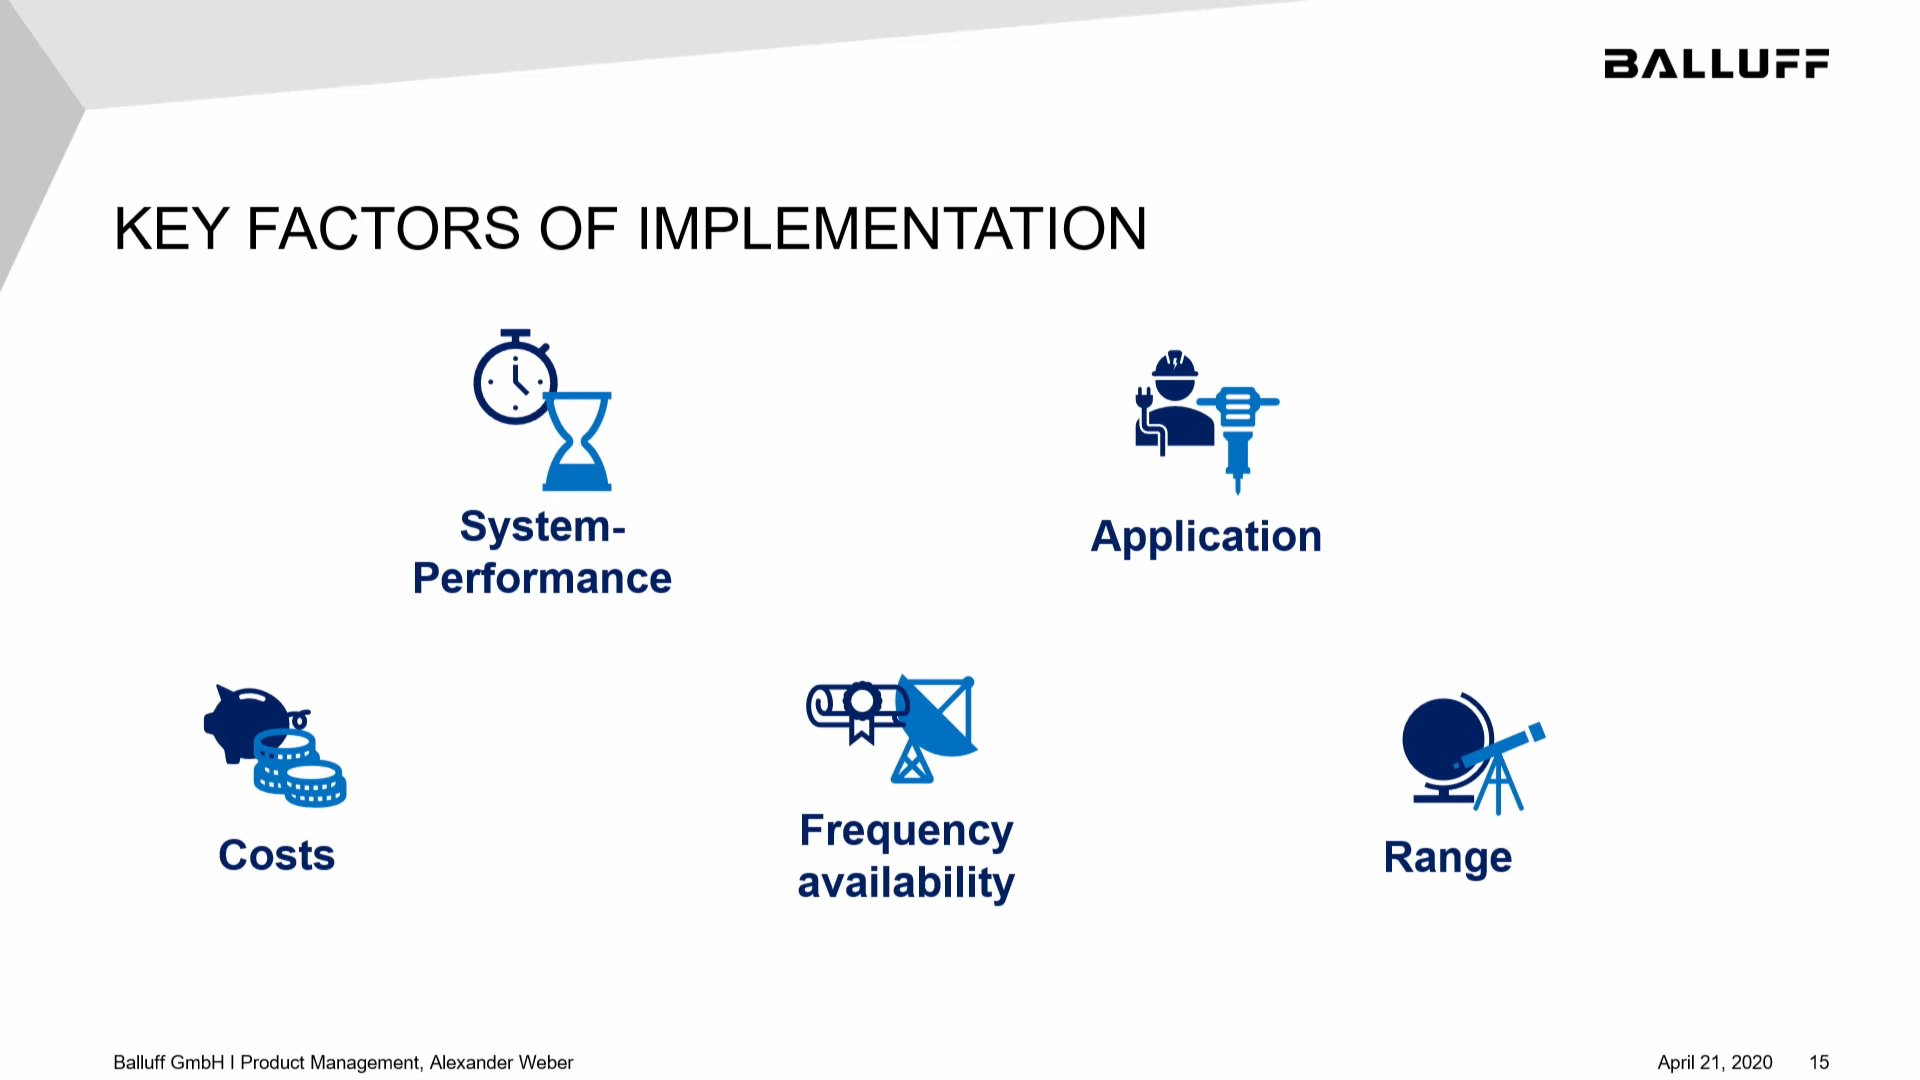 BALLUFF
KEY FACTORS OF IMPLEMENTATION
System-
Performance
Application
Costs
Frequency
availability
Range
Balluff GmbH I Product Management, Alexander Weber
April 21, 2020 15